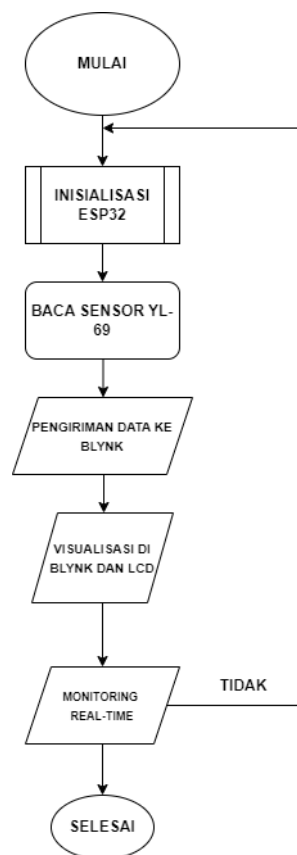 MULAI
INISIALISASI
ESP32
BACA SENSOR YL-
69
PENGIRIMAN DATA KE
BLYNK
VISUALISASI DI
BLYNK DAN LCD
MONITORING
REAL-TIME
TIDAK
SELESAI